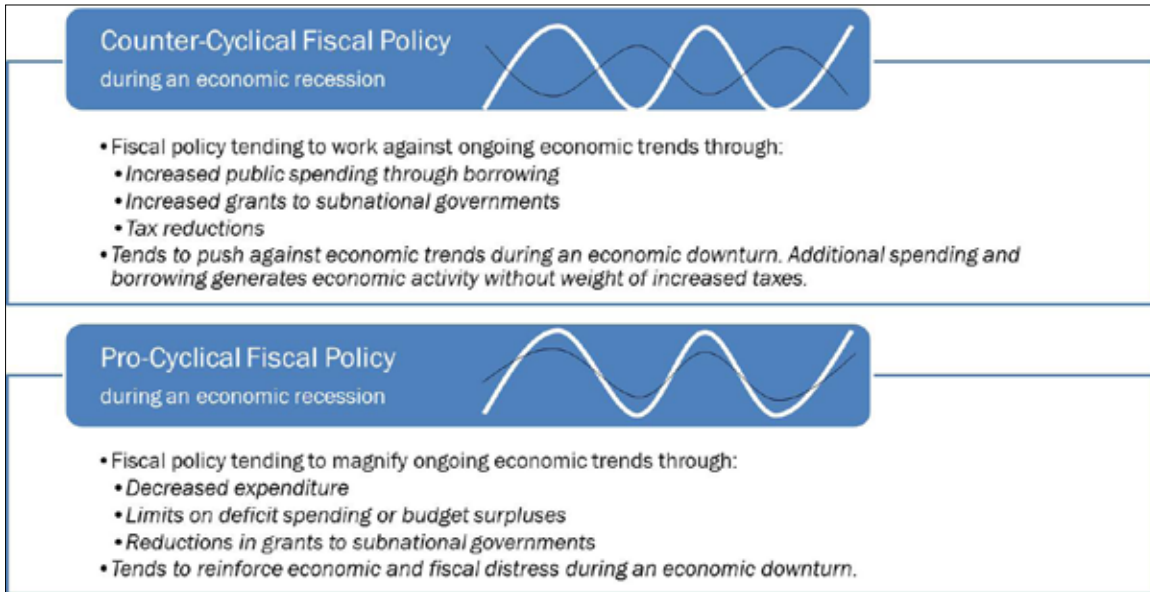 Counter-Cyclical Fiscal Policy
during an economic recession
• Fiscal policy tending to work against ongoing economic trends through:
• Increased public spending through borrowing
• Increased grants to subnational governments
• Tax reductions
• Tends to push against economic trends during an economic downturn. Additional spending and
borrowing generates economic activity without weight of increased taxes.
Pro-Cyclical Fiscal Policy
during an economic recession
• Fiscal policy tending to magnify ongoing economic trends through:
• Decreased expenditure
• Limits on deficit spending or budget surpluses
• Reductions in grants to subnational governments
• Tends to reinforce economic and fiscal distress during an economic downturn.